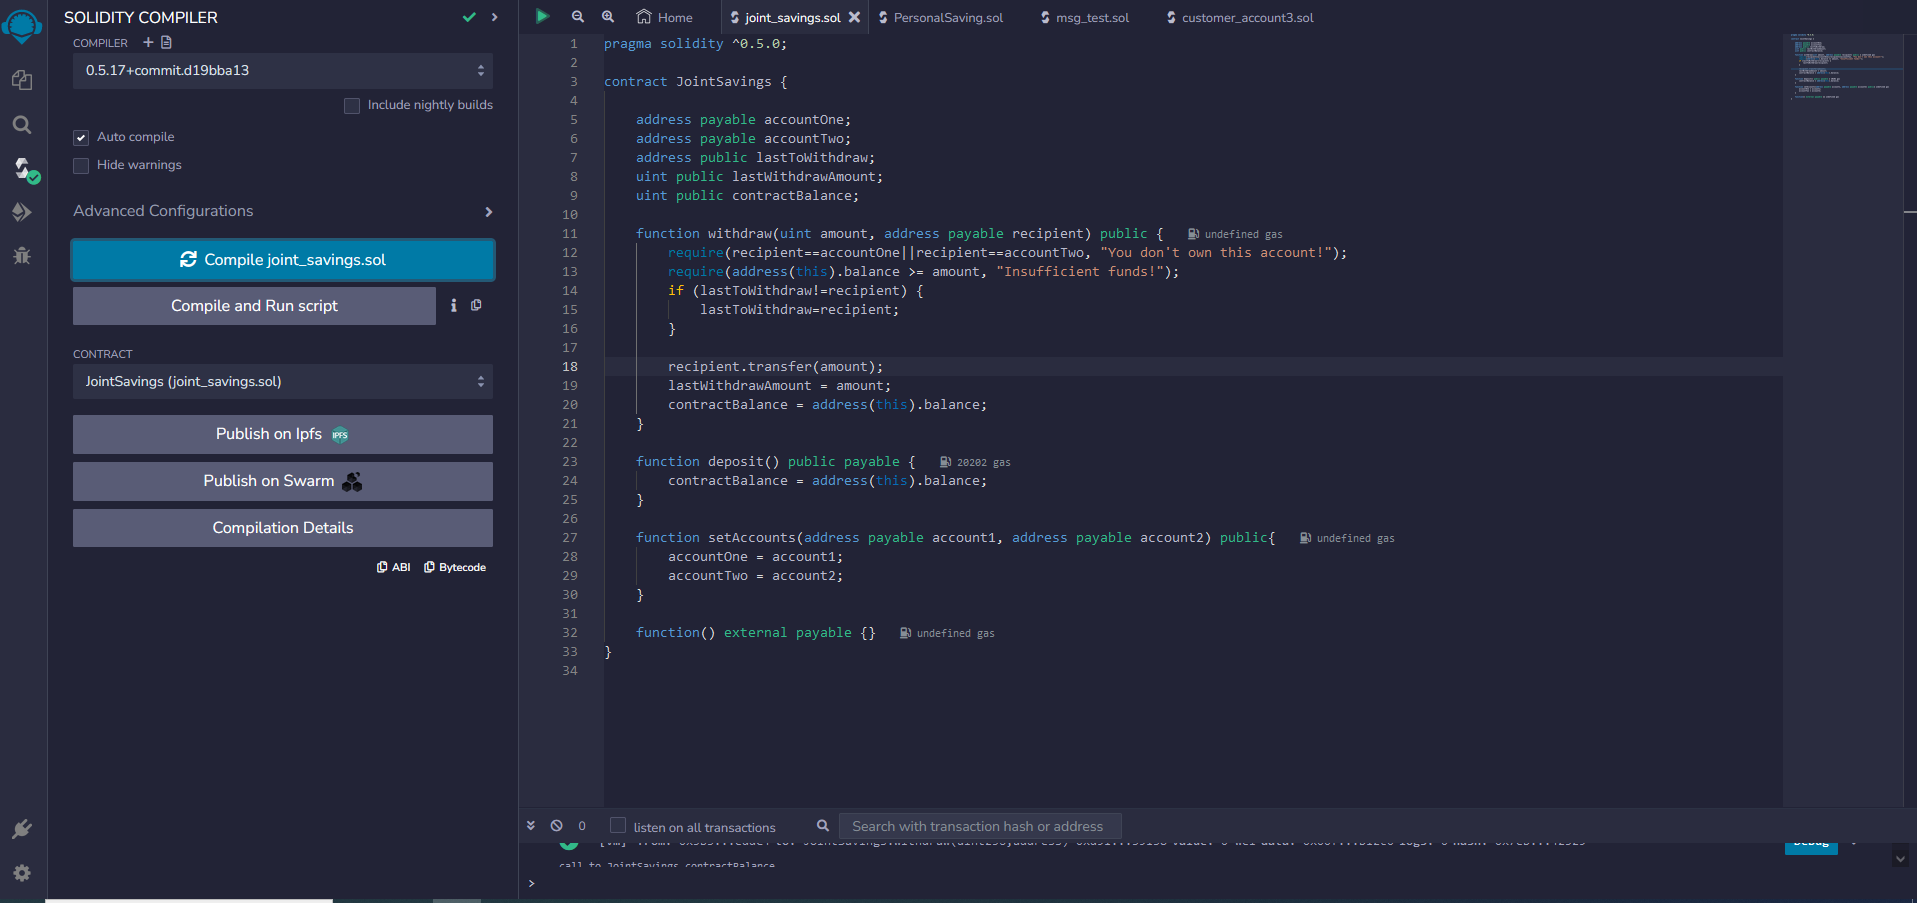 SOLIDITY COMPILER
COMPILER
0.5.17+commit.d19bba13
Include nightly builds
Auto compile
Hide warnings
Advanced Configurations
Compile joint_savings.sol
Compile and Run script
CONTRACT
JointSavings (joint_savings.sol)
Publish on Ipfs IPFS
Publish on Swarm
Compilation Details
ABI Bytecode
Home joint_savings.sol PersonalSaving.sol msg_test.sol customer_account3.sol
1 pragma solidity ^0.5.0;
2
3 contract JointSavings {
4
5 address payable accountOne;
6 address payable accountTwo;
7 address public lastToWithdraw;
8 uint public lastWithdrawAmount;
9 uint public contractBalance;
10
11 function withdraw(uint amount, address payable recipient) public { undefined gas
12 require(recipient==accountOne||recipient==accountTwo, "You don't own this account!");
13 require(address(this).balance >= amount, "Insufficient funds!");
14 if (lastToWithdraw!=recipient) {
15 lastToWithdraw=recipient;
16 }
17
18 recipient.transfer(amount);
19 lastWithdrawAmount = amount;
20 contractBalance = address(this).balance;
21 }
22
23 function deposit() public payable { 20202 gas
24 contractBalance = address(this).balance;
25 }
26
27 function setAccounts(address payable account1, address payable account2) public{ undefined gas
28 accountOne = account1;
29 accountTwo = account2;
30 }
31
32 function() external payable {} undefined gas
33 }
34
0 listen on all transactions Search with transaction hash or address
Debug
call to JointSavings.contractBalance
>